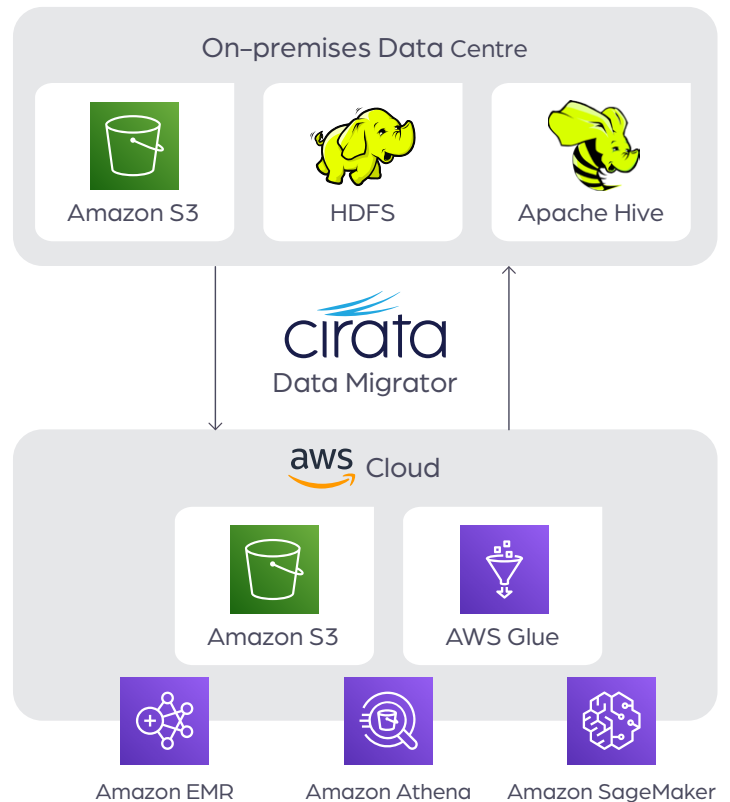 On-premises Data Centre
Amazon S3
HDFS
Apache Hive
cirata
Data Migrator
aws Cloud
Amazon S3
AWS Glue
Amazon EMR
Amazon Athena
Amazon SageMaker